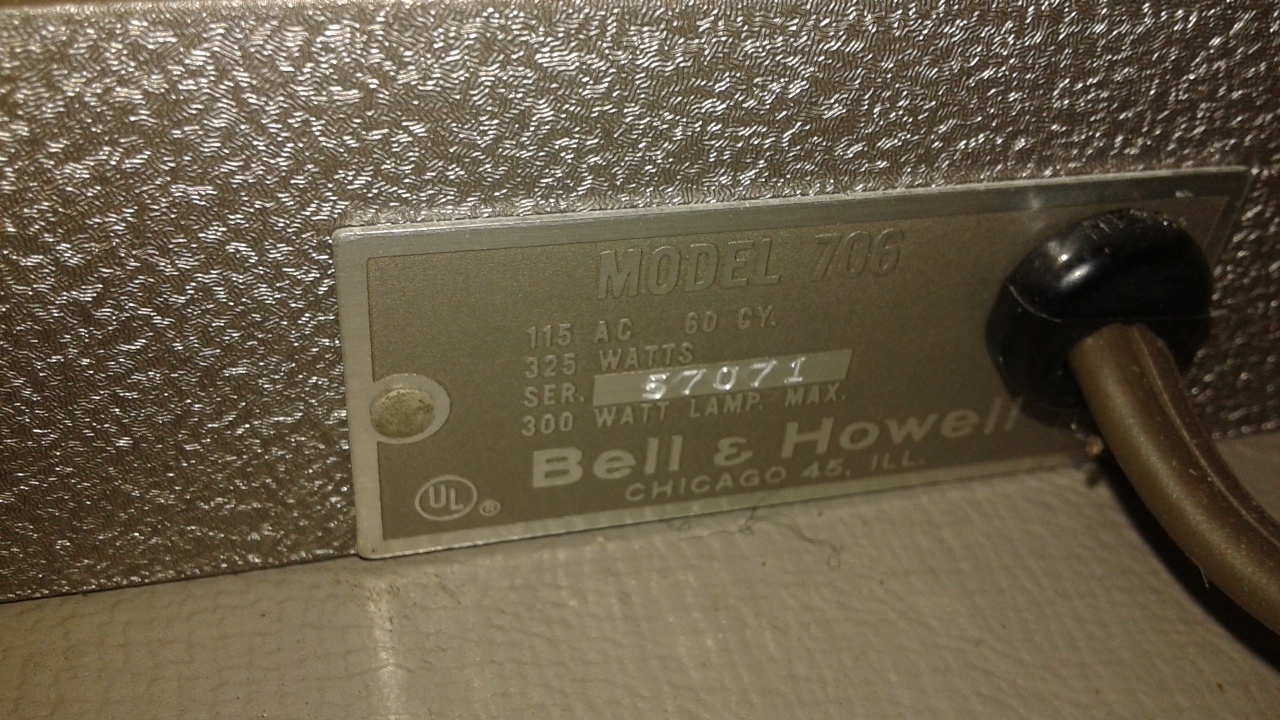 MODEL 706
115 AC 60 CY.
325 WATTS
SER. 57071
300 WATT LAMP MAX.
Bell & Howell
CHICAGO 45, ILL.
UL ®